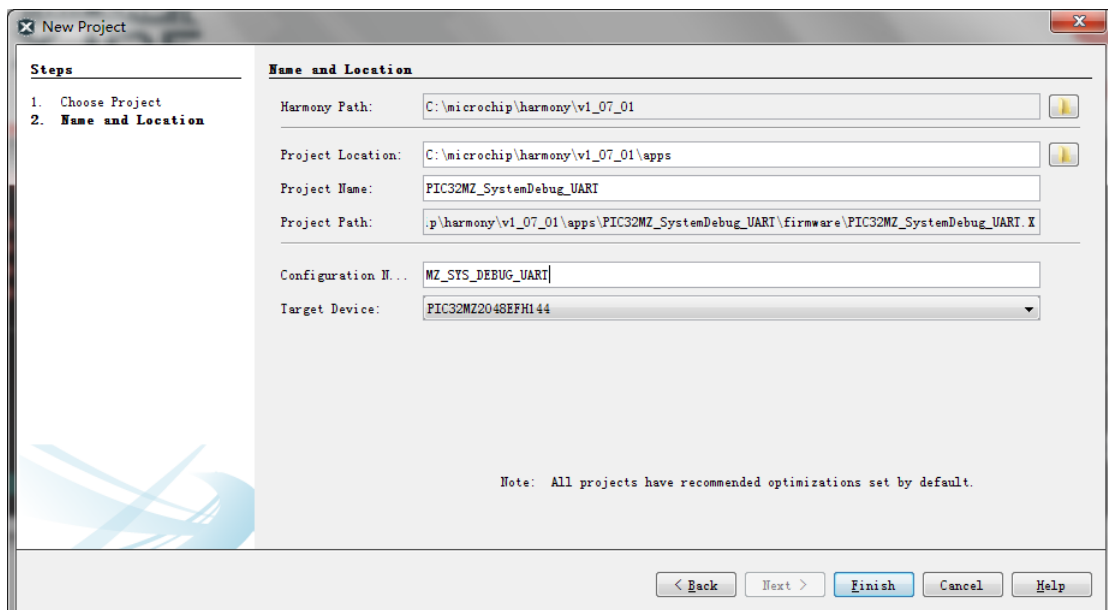 New Project
Steps
1. Choose Project
2. Name and Location
Name and Location
Harmony Path: C:\microchip\harmony\v1_07_01
Project Location: C:\microchip\harmony\v1_07_01\apps
Project Name: PIC32MZ_SystemDebug_UART
Project Path: .p\harmony\v1_07_01\apps\PIC32MZ_SystemDebug_UART\firmware\PIC32MZ_SystemDebug_UART.X
Configuration N... MZ_SYS_DEBUG_UART
Target Device: PIC32MZ2048EFH144
Note: All projects have recommended optimizations set by default.
< Back Next > Finish Cancel Help